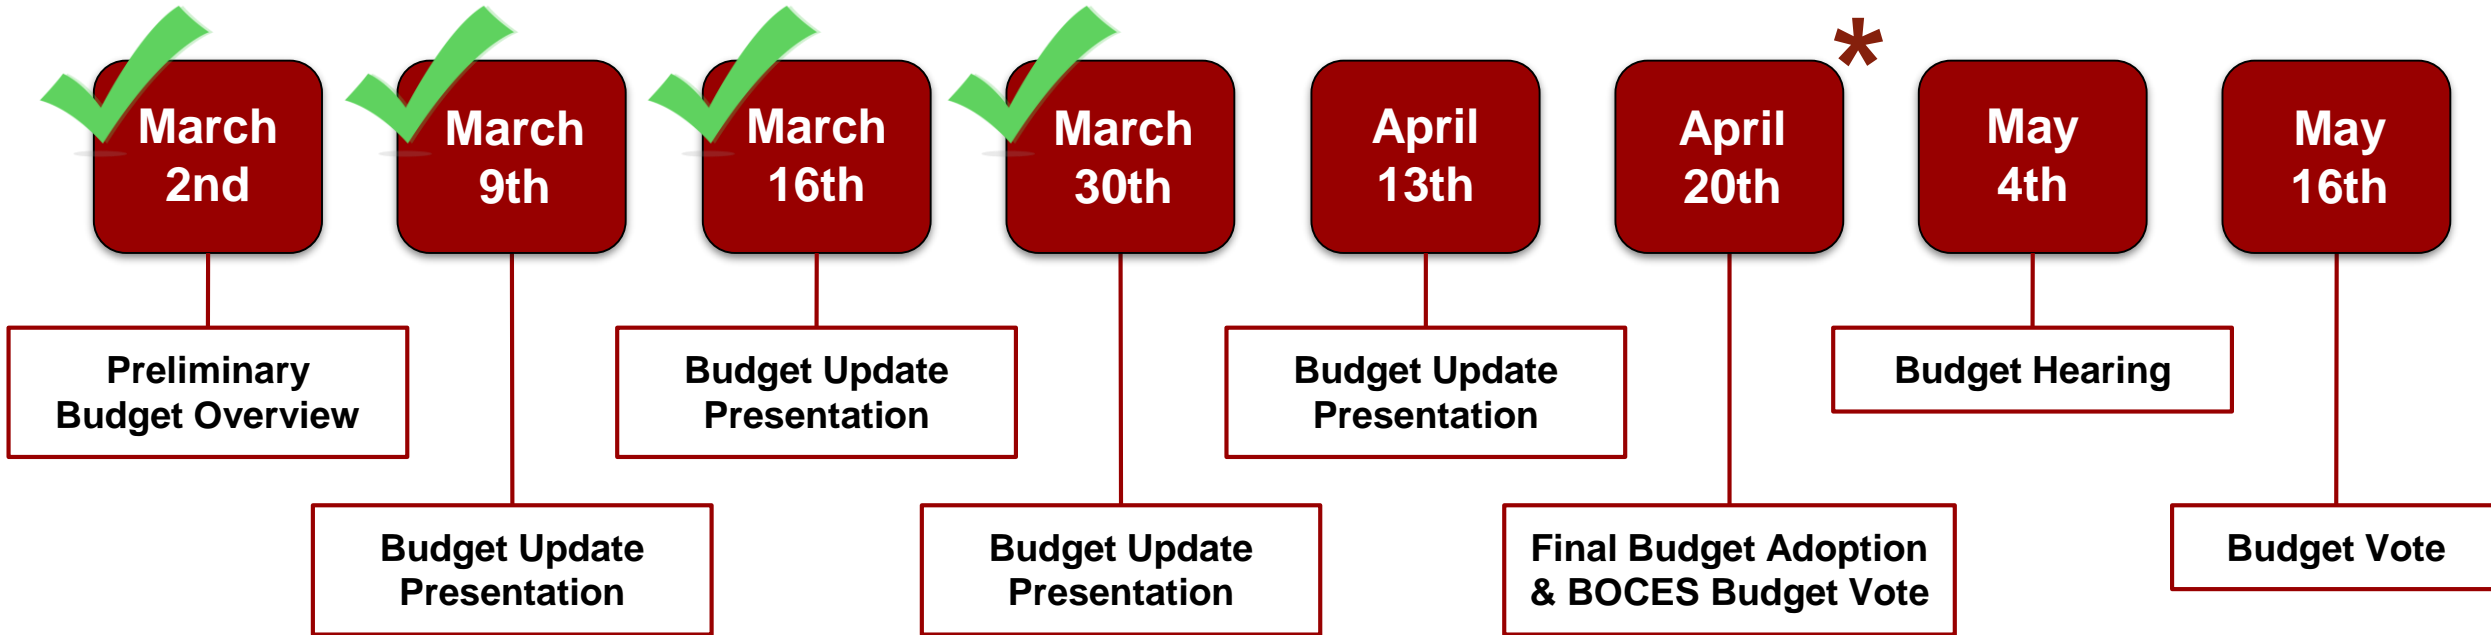 March
2nd
March
9th
March
16th
March
30th
April
13th
*
April
20th
May
4th
May
16th
Preliminary
Budget Overview
Budget Update
Presentation
Budget Update
Presentation
Budget Hearing
Budget Update
Presentation
Budget Update
Presentation
Final Budget Adoption
& BOCES Budget Vote
Budget Vote